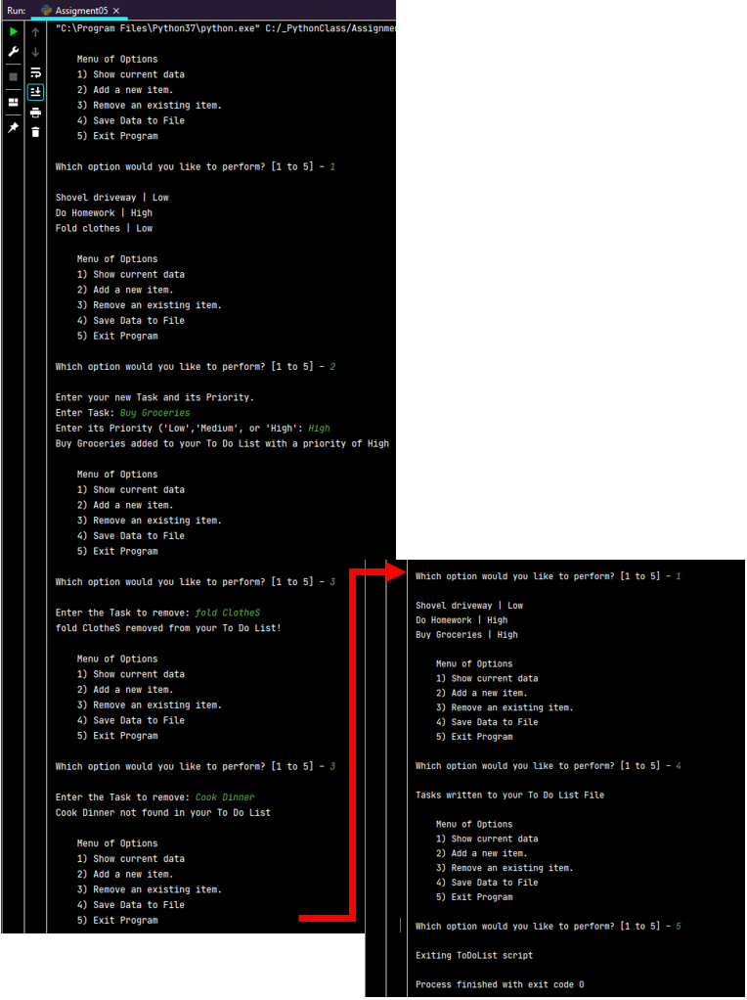 Run: Assigment05 ×
"C:\Program Files\Python37\python.exe" C:/_PythonClass/Assignme
Menu of Options
1) Show current data
2) Add a new item.
3) Remove an existing item.
4) Save Data to File
5) Exit Program
Which option would you like to perform? [1 to 5] - 1
Shovel driveway | Low
Do Homework | High
Fold clothes | Low
Menu of Options
1) Show current data
2) Add a new item.
3) Remove an existing item.
4) Save Data to File
5) Exit Program
Which option would you like to perform? [1 to 5] - 2
Enter your new Task and its Priority.
Enter Task: Buy Groceries
Enter its Priority ('Low','Medium', or 'High': High
Buy Groceries added to your To Do List with a priority of High
Menu of Options
1) Show current data
2) Add a new item.
3) Remove an existing item.
4) Save Data to File
5) Exit Program
Which option would you like to perform? [1 to 5] - 3
Enter the Task to remove: fold ClotheS
fold ClotheS removed from your To Do List!
Menu of Options
1) Show current data
2) Add a new item.
3) Remove an existing item.
4) Save Data to File
5) Exit Program
Which option would you like to perform? [1 to 5] - 3
Enter the Task to remove: Cook Dinner
Cook Dinner not found in your To Do List
Menu of Options
1) Show current data
2) Add a new item.
3) Remove an existing item.
4) Save Data to File
5) Exit Program
Which option would you like to perform? [1 to 5] - 1
Shovel driveway | Low
Do Homework | High
Buy Groceries | High
Menu of Options
1) Show current data
2) Add a new item.
3) Remove an existing item.
4) Save Data to File
5) Exit Program
Which option would you like to perform? [1 to 5] - 4
Tasks written to your To Do List File
Menu of Options
1) Show current data
2) Add a new item.
3) Remove an existing item.
4) Save Data to File
5) Exit Program
Which option would you like to perform? [1 to 5] - 5
Exiting ToDoList script
Process finished with exit code 0